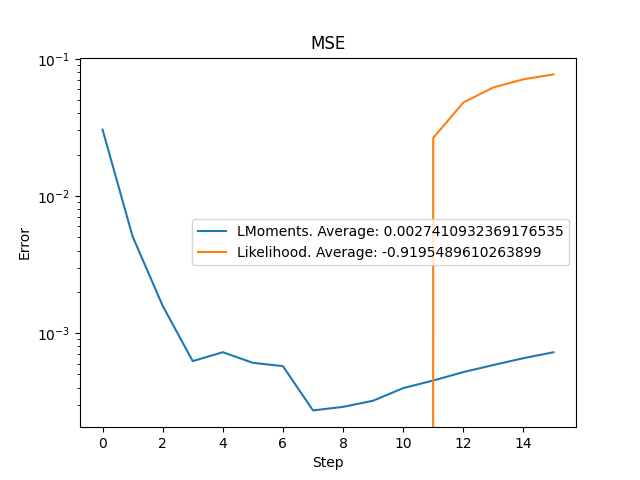 MSE
10⁻¹
10⁻²
10⁻³
Error
LMoments. Average: 0.0027410932369176535
Likelihood. Average: -0.9195489610263899
0 2 4 6 8 10 12 14
Step